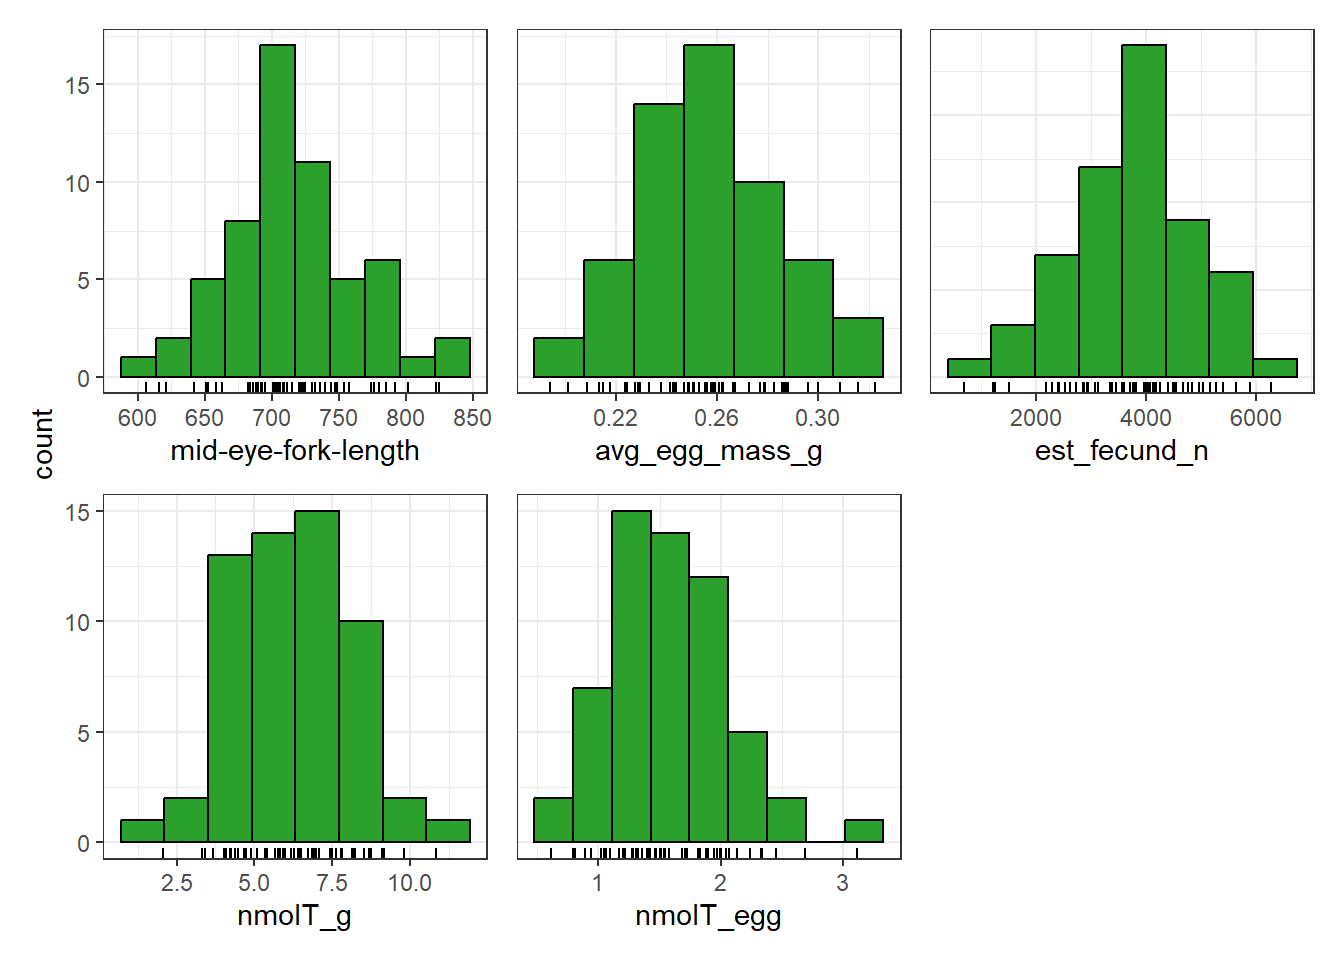 count
15
10
5
0
600 650 700 750 800 850
mid-eye-fork-length
0.22 0.26 0.30
avg_egg_mass_g
2000 4000 6000
est_fecund_n
15
10
5
0
2.5 5.0 7.5 10.0
nmolT_g
1 2 3
nmolT_egg